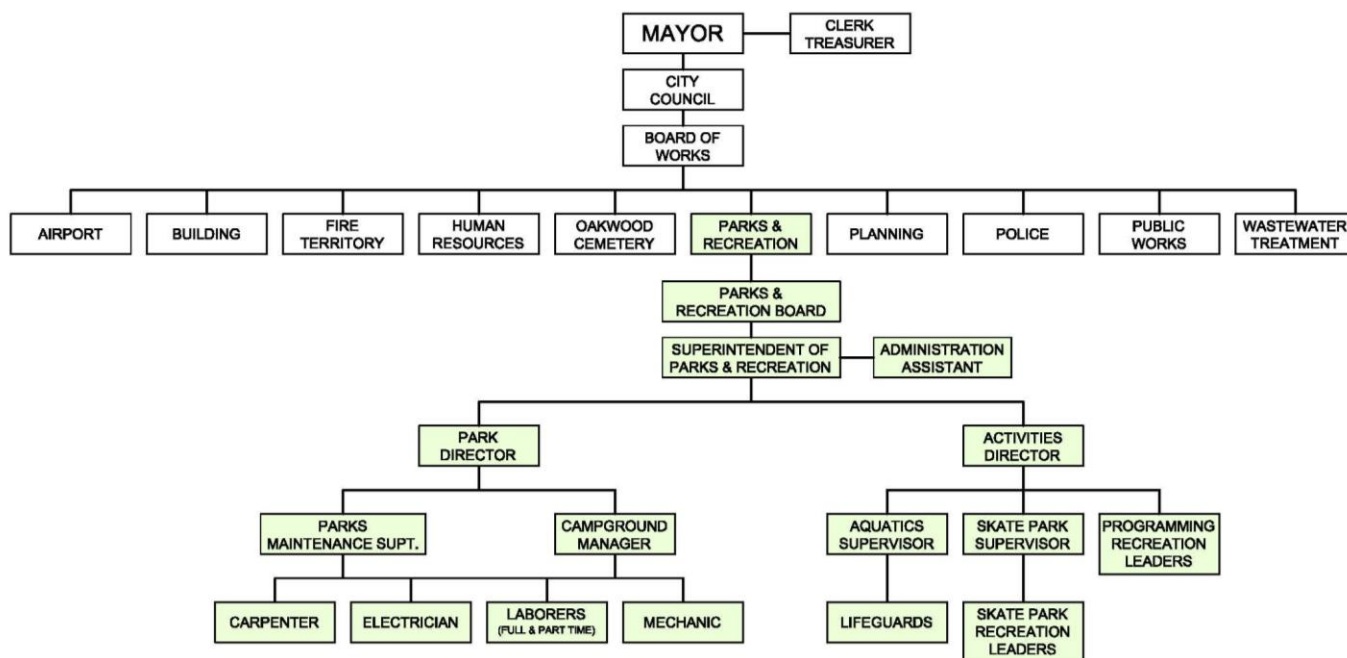 MAYOR
CLERK
TREASURER
CITY
COUNCIL
BOARD OF
WORKS
AIRPORT
BUILDING
FIRE
TERRITORY
HUMAN
RESOURCES
OAKWOOD
CEMETERY
PARKS &
RECREATION
PLANNING
POLICE
PUBLIC
WORKS
WASTEWATER
TREATMENT
PARKS &
RECREATION BOARD
SUPERINTENDENT OF
PARKS & RECREATION
ADMINISTRATION
ASSISTANT
PARK
DIRECTOR
ACTIVITIES
DIRECTOR
PARKS
MAINTENANCE SUPT.
CAMPGROUND
MANAGER
AQUATICS
SUPERVISOR
SKATE PARK
SUPERVISOR
PROGRAMMING
RECREATION
LEADERS
CARPENTER
ELECTRICIAN
LABORERS
(FULL & PART TIME)
MECHANIC
LIFEGUARDS
SKATE PARK
RECREATION
LEADERS